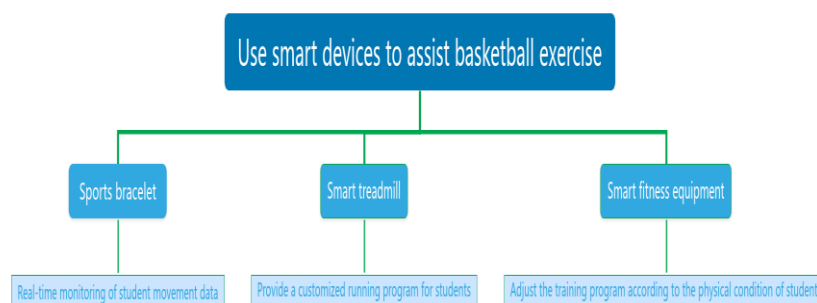 Use smart devices to assist basketball exercise
Sports bracelet
Smart treadmill
Smart fitness equipment
Real-time monitoring of student movement data
Provide a customized running program for students
Adjust the training program according to the physical condition of student